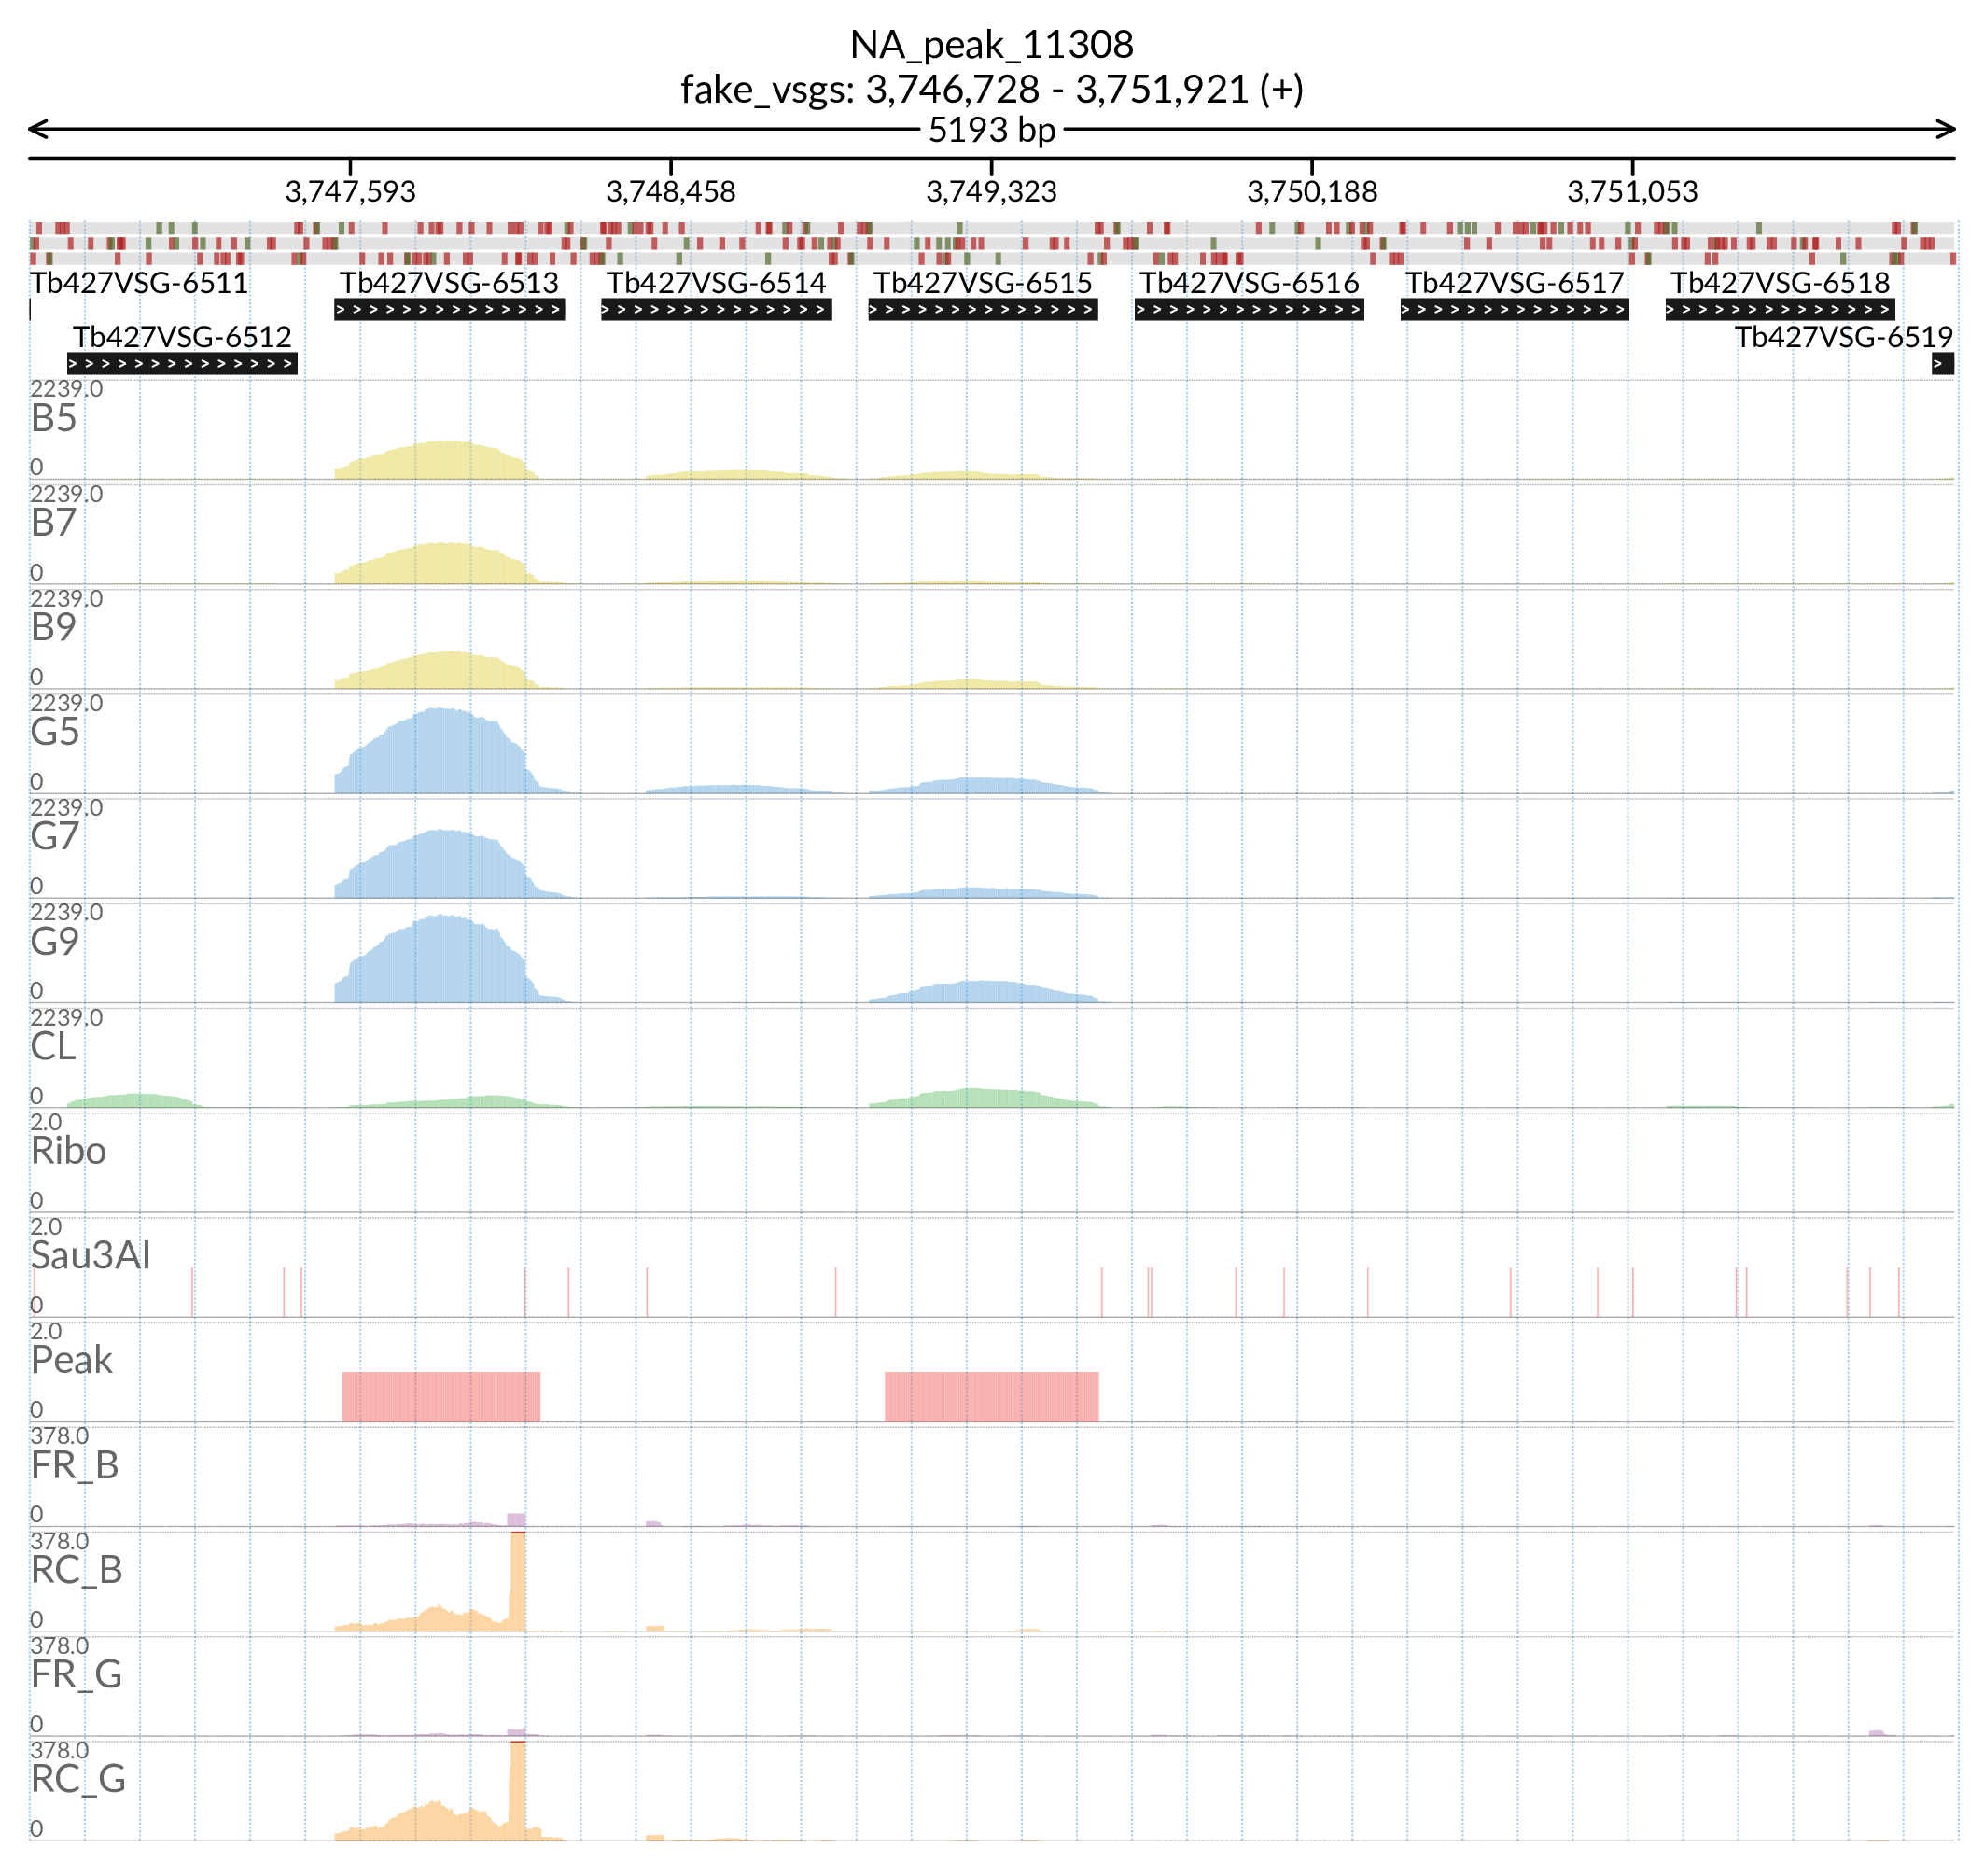 NA_peak_11308
fake_vsgs: 3,746,728 - 3,751,921 (+)
5193 bp
3,747,593 3,748,458 3,749,323 3,750,188 3,751,053
Tb427VSG-6511 Tb427VSG-6513 Tb427VSG-6514 Tb427VSG-6515 Tb427VSG-6516 Tb427VSG-6517 Tb427VSG-6518
Tb427VSG-6512 Tb427VSG-6519
2239.0
B5
0
2239.0
B7
0
2239.0
B9
0
2239.0
G5
0
2239.0
G7
0
2239.0
G9
0
2239.0
CL
0
2.0
Ribo
0
2.0
Sau3AI
0
2.0
Peak
0
378.0
FR_B
0
378.0
RC_B
0
378.0
FR_G
0
378.0
RC_G
0